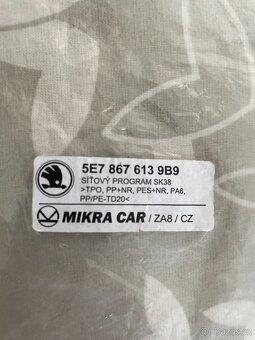 5E7 867 613 9B9
SÍŤOVÝ PROGRAM SK38
>TPO, PP+NR, PES+NR, PA6,
PP/PE-TD20<
MIKRA CAR / ZA8 / CZ